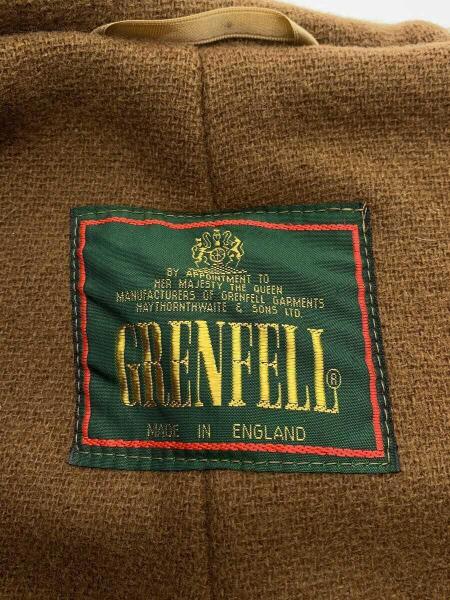 BY APPOINTMENT TO
HER MAJESTY THE QUEEN
MANUFACTURERS OF GRENFELL GARMENTS
HAYTHORNTHWAITE & SONS LTD.
GRENFELL®
MADE IN ENGLAND